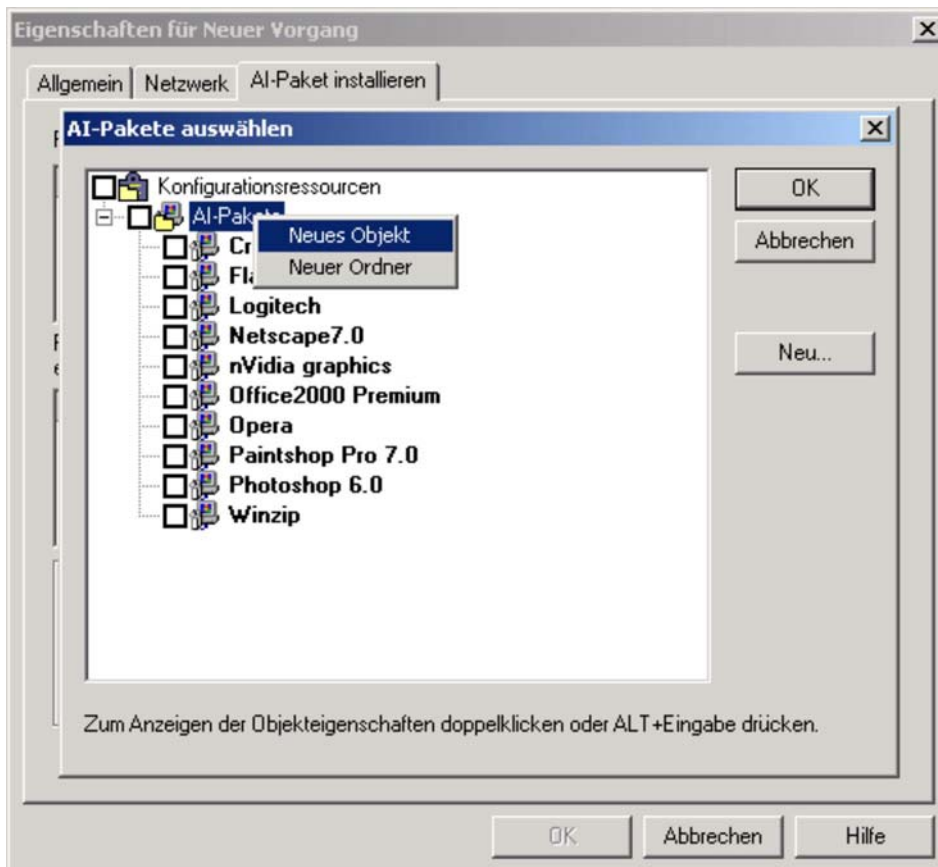 Eigenschaften für Neuer Vorgang
Allgemein Netzwerk AI-Paket installieren
AI-Pakete auswählen
Konfigurationsressourcen
OK
AI-Pakete
Neues Objekt
Abbrechen
Neuer Ordner
Logitech
Netscape7.0
Neu...
nVidia graphics
Office2000 Premium
Opera
Paintshop Pro 7.0
Photoshop 6.0
Winzip
Zum Anzeigen der Objekteigenschaften doppelklicken oder ALT+Eingabe drücken.
OK Abbrechen Hilfe